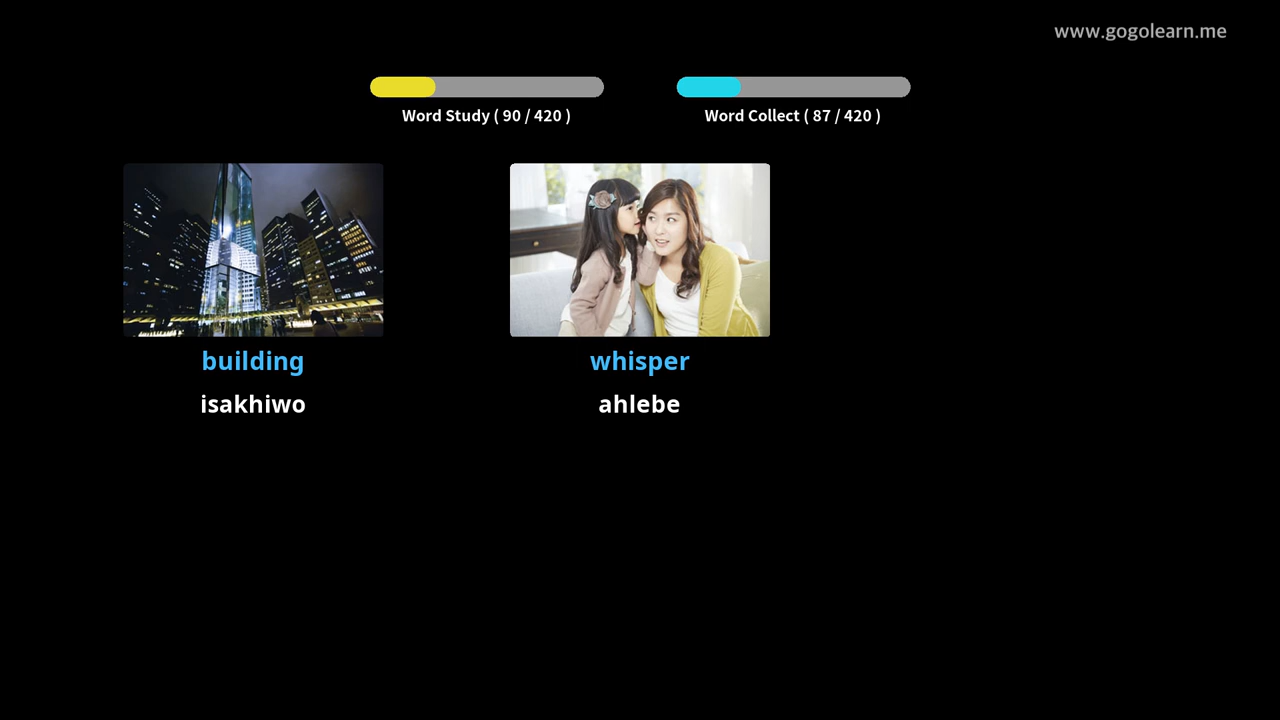 www.gogolearn.me
Word Study ( 90 / 420 )
Word Collect ( 87 / 420 )
building
isakhiwo
whisper
ahlebe